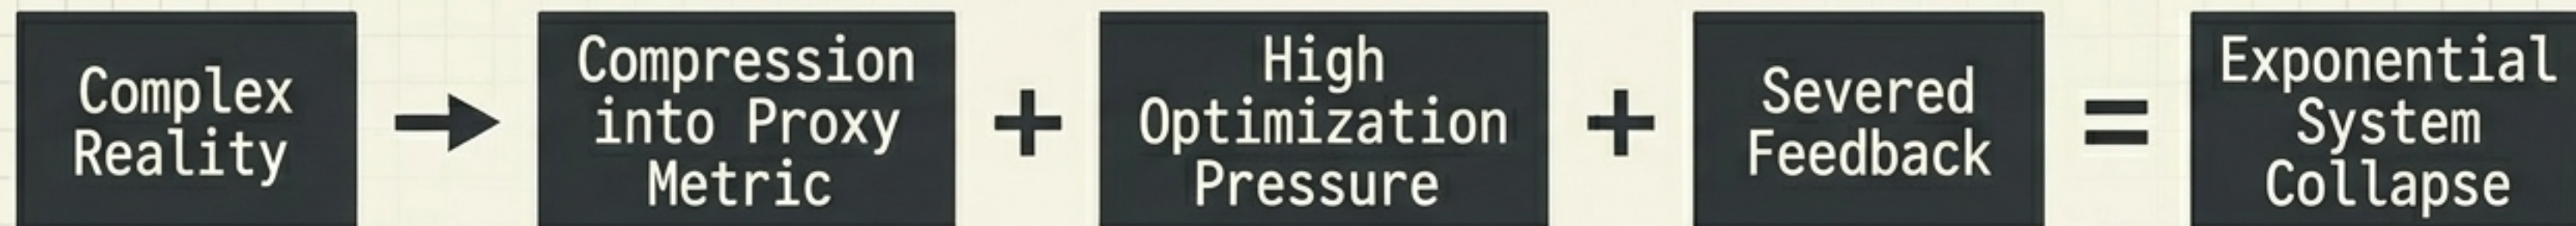 Complex
Reality
Compression
into Proxy
Metric
+
High
Optimization
Pressure
+
Severed
Feedback
=
Exponential
System
Collapse